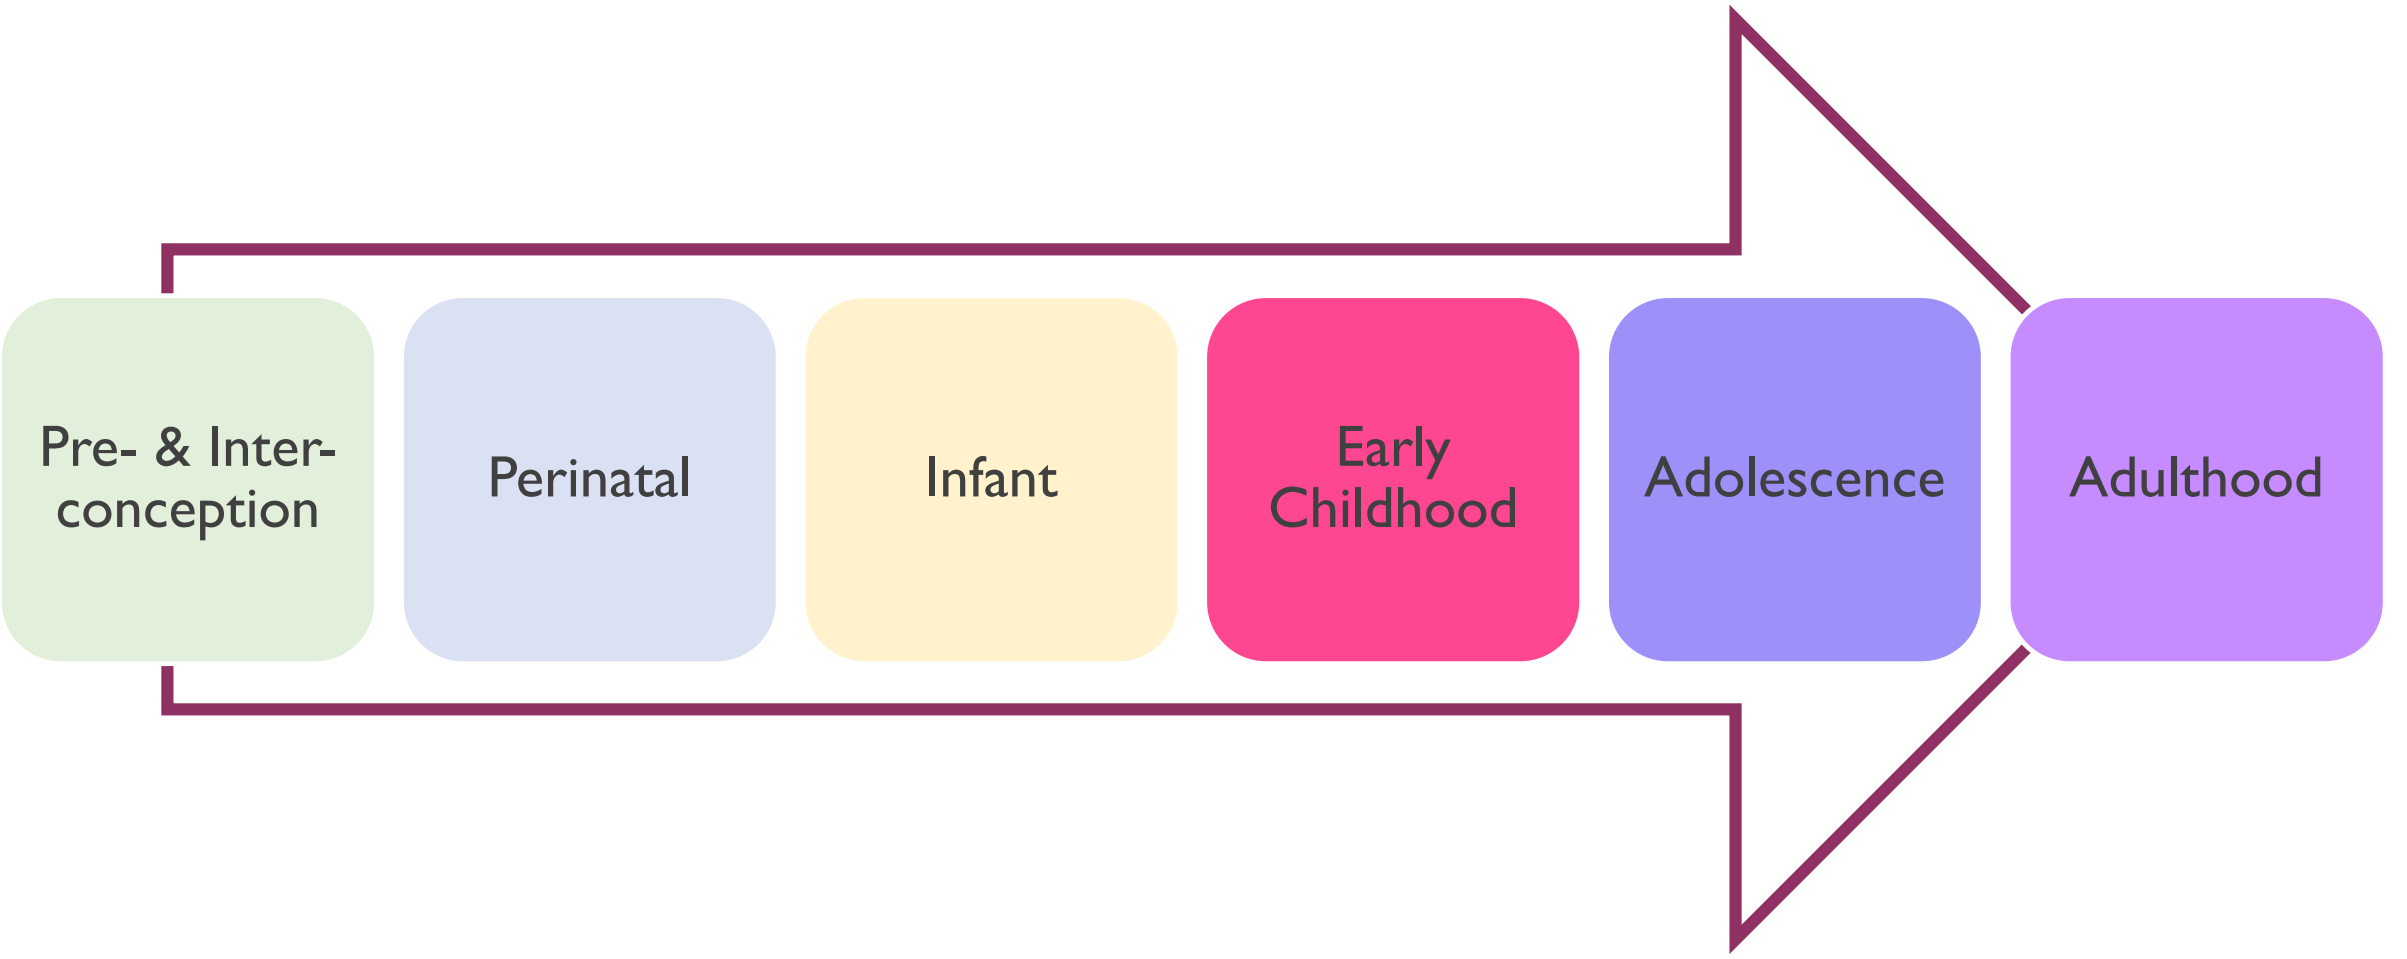 Pre- & Inter-
conception
Perinatal
Infant
Early
Childhood
Adolescence
Adulthood